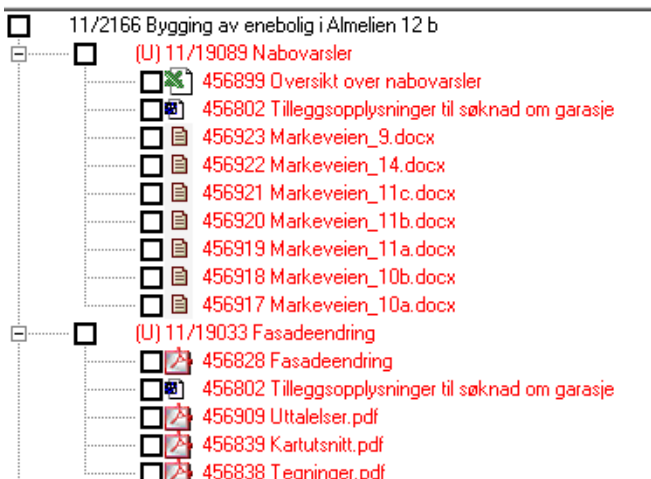 11/2166 Bygging av enebolig i Almelien 12 b
(U) 11/19089 Nabovarsler
456899 Oversikt over nabovarsler
456802 Tilleggsopplysninger til søknad om garasje
456923 Markeveien_9.docx
456922 Markeveien_14.docx
456921 Markeveien_11c.docx
456920 Markeveien_11b.docx
456919 Markeveien_11a.docx
456918 Markeveien_10b.docx
456917 Markeveien_10a.docx
(U) 11/19033 Fasadeendring
456828 Fasadeendring
456802 Tilleggsopplysninger til søknad om garasje
456909 Uttalelser.pdf
456839 Kartutsnitt.pdf
456838 Tegninger.pdf